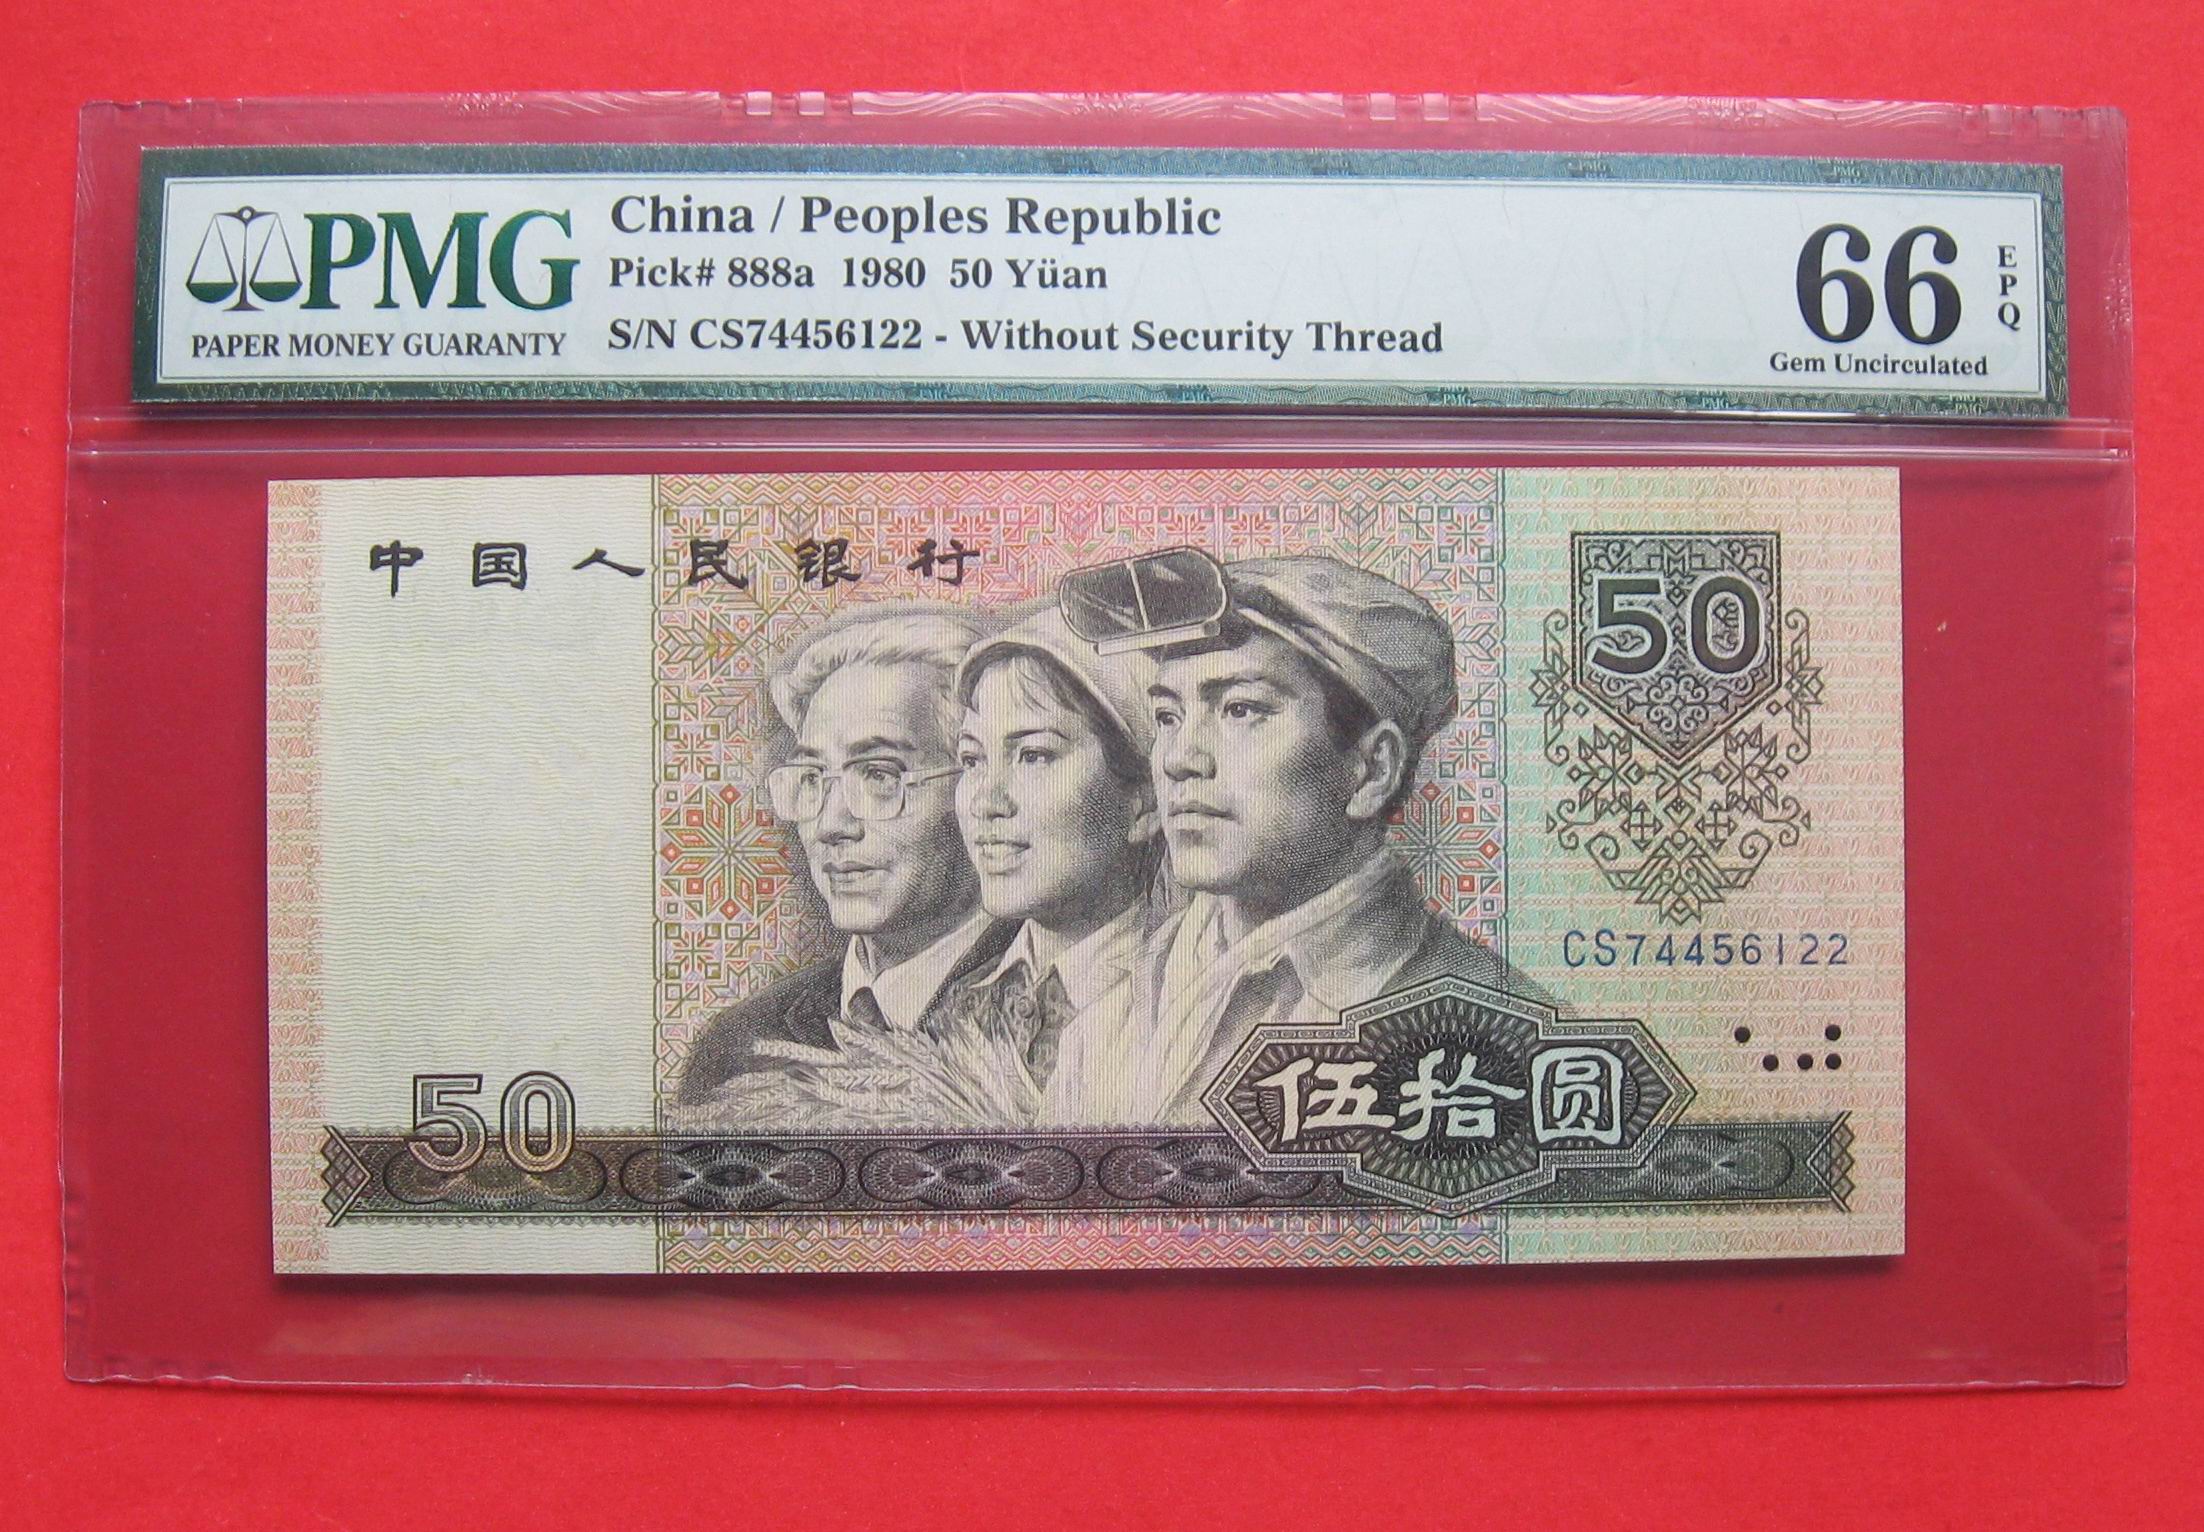 PMG
PAPER MONEY GUARANTY
China / Peoples Republic
Pick# 888a 1980 50 Yüan
S/N CS74456122 - Without Security Thread
66 EPQ
Gem Uncirculated
中国人民银行
50
CS74456122
50
伍拾圆